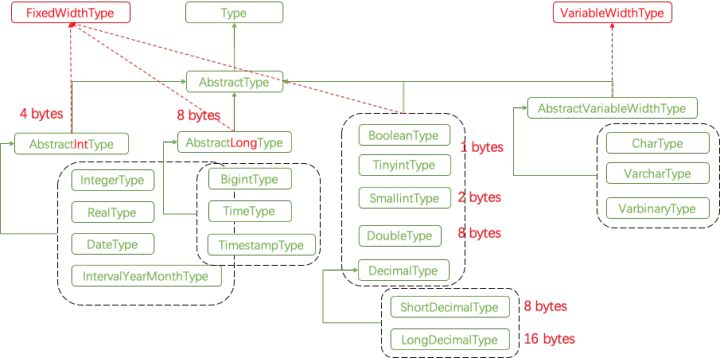 FixedWidthType
Type
VariableWidthType
AbstractType
4 bytes
8 bytes
AbstractVariableWidthType
AbstractIntType
AbstractLongType
BooleanType
1 bytes
TinyintType
SmallintType
2 bytes
DoubleType
8 bytes
DecimalType
IntegerType
RealType
DateType
IntervalYearMonthType
BigintType
TimeType
TimestampType
CharType
VarcharType
VarbinaryType
ShortDecimalType
8 bytes
LongDecimalType
16 bytes